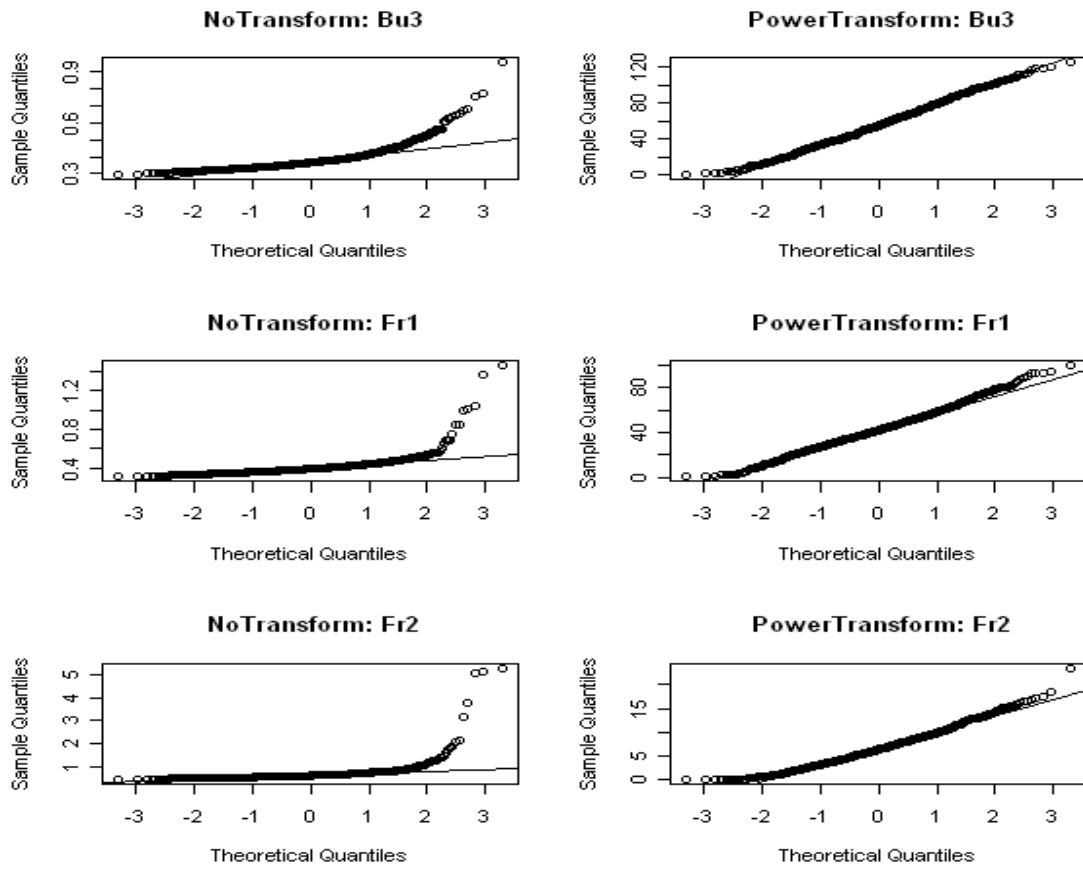 NoTransform: Bu3
Sample Quantiles
0.3 0.6 0.9
-3 -2 -1 0 1 2 3
Theoretical Quantiles
PowerTransform: Bu3
Sample Quantiles
0 40 80 120
-3 -2 -1 0 1 2 3
Theoretical Quantiles
NoTransform: Fr1
Sample Quantiles
0.4 0.8 1.2
-3 -2 -1 0 1 2 3
Theoretical Quantiles
PowerTransform: Fr1
Sample Quantiles
0 40 80
-3 -2 -1 0 1 2 3
Theoretical Quantiles
NoTransform: Fr2
Sample Quantiles
1 2 3 4 5
-3 -2 -1 0 1 2 3
Theoretical Quantiles
PowerTransform: Fr2
Sample Quantiles
0 5 15
-3 -2 -1 0 1 2 3
Theoretical Quantiles